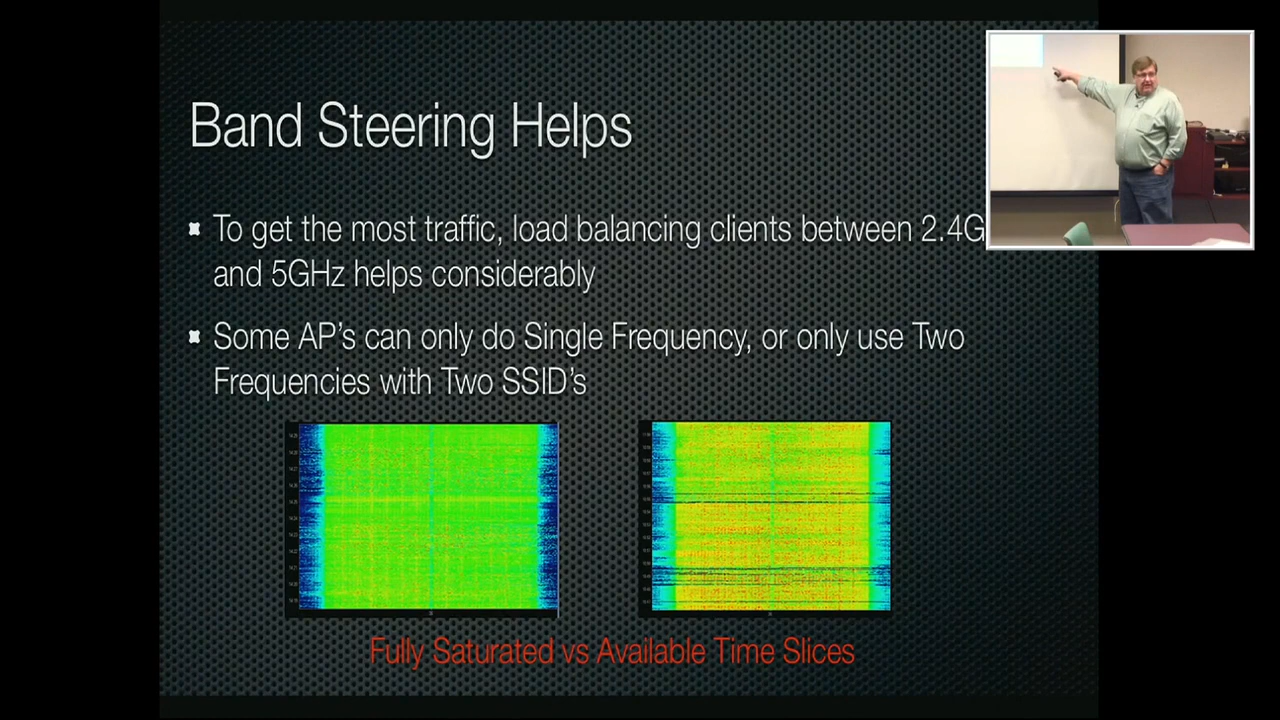 Band Steering Helps
To get the most traffic, load balancing clients between 2.4G
and 5GHz helps considerably
Some AP's can only do Single Frequency, or only use Two
Frequencies with Two SSID's
Fully Saturated vs Available Time Slices